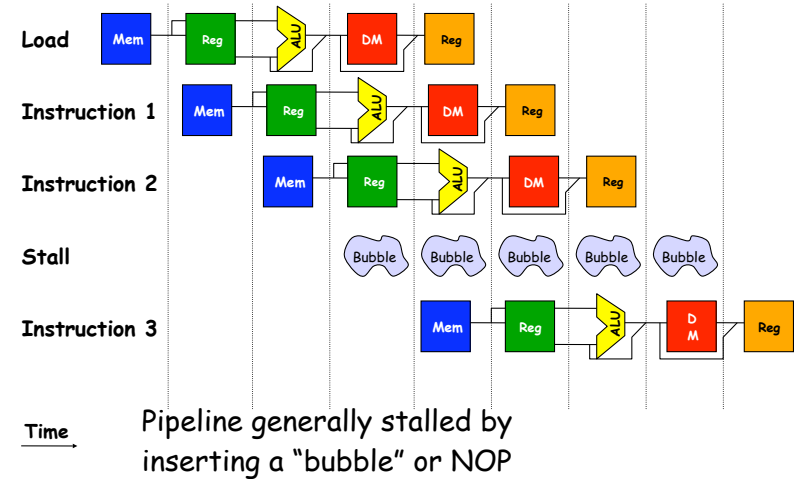 Load Mem Reg ALU DM Reg
Instruction 1 Mem Reg ALU DM Reg
Instruction 2 Mem Reg ALU DM Reg
Stall Bubble Bubble Bubble Bubble Bubble
Instruction 3 Mem Reg ALU D M Reg
Time
Pipeline generally stalled by
inserting a “bubble” or NOP